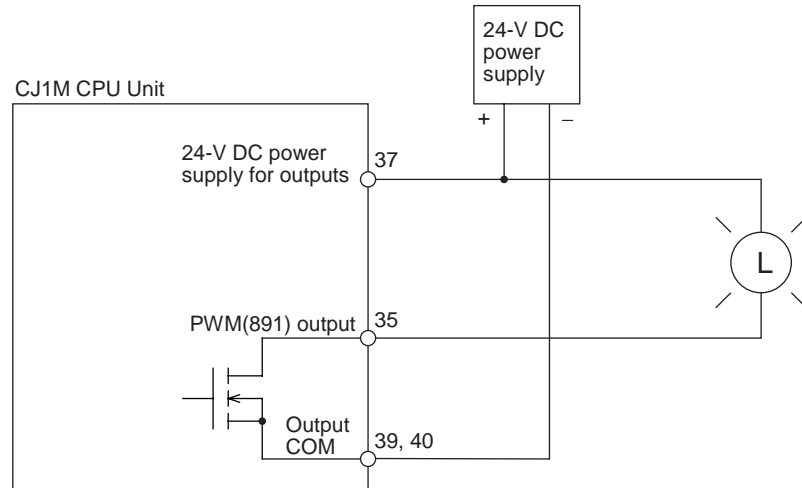 24-V DC
power
supply
CJ1M CPU Unit
+
−
24-V DC power
supply for outputs
37
L
PWM(891) output
35
Output
COM
39, 40